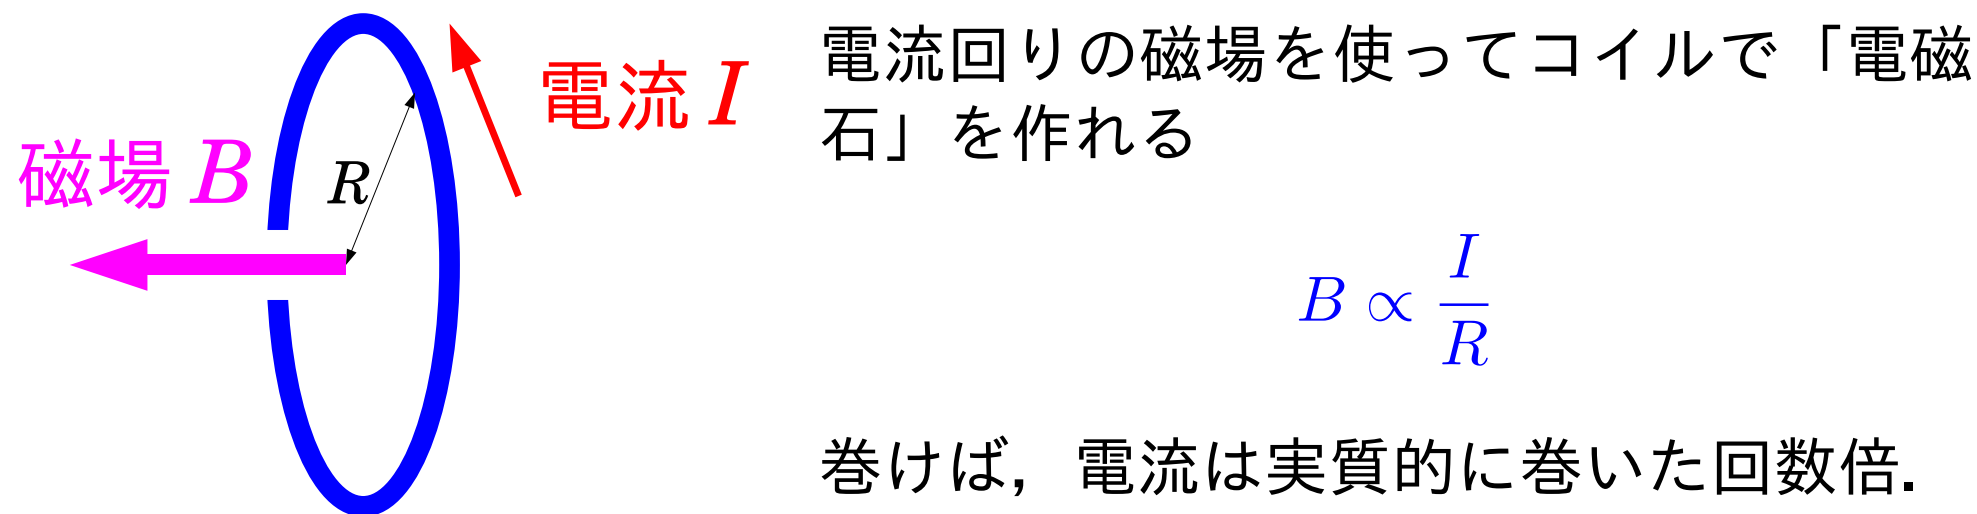 電流 I
磁場 B
R
電流回りの磁場を使ってコイルで「電磁
石」を作れる
B ∝ I/R
巻けば，電流は実質的に巻いた回数倍.